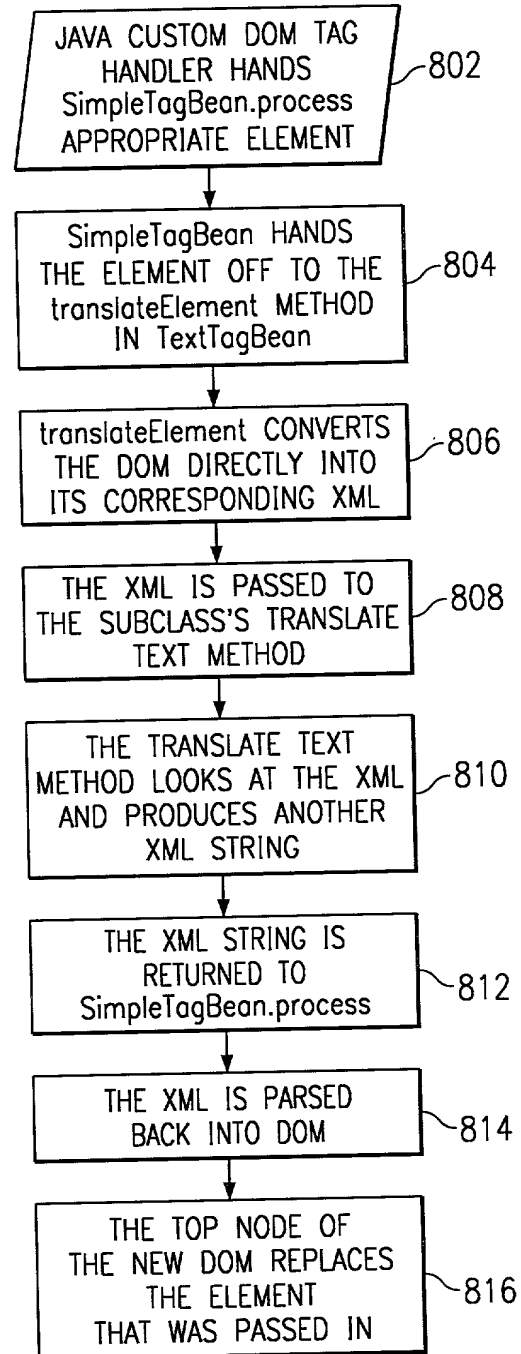 JAVA CUSTOM DOM TAG
HANDLER HANDS
SimpleTagBean.process
APPROPRIATE ELEMENT
802
SimpleTagBean HANDS
THE ELEMENT OFF TO THE
translateElement METHOD
IN TextTagBean
804
translateElement CONVERTS
THE DOM DIRECTLY INTO
ITS CORRESPONDING XML
806
THE XML IS PASSED TO
THE SUBCLASS'S TRANSLATE
TEXT METHOD
808
THE TRANSLATE TEXT
METHOD LOOKS AT THE XML
AND PRODUCES ANOTHER
XML STRING
810
THE XML STRING IS
RETURNED TO
SimpleTagBean.process
812
THE XML IS PARSED
BACK INTO DOM
814
THE TOP NODE OF
THE NEW DOM REPLACES
THE ELEMENT
THAT WAS PASSED IN
816